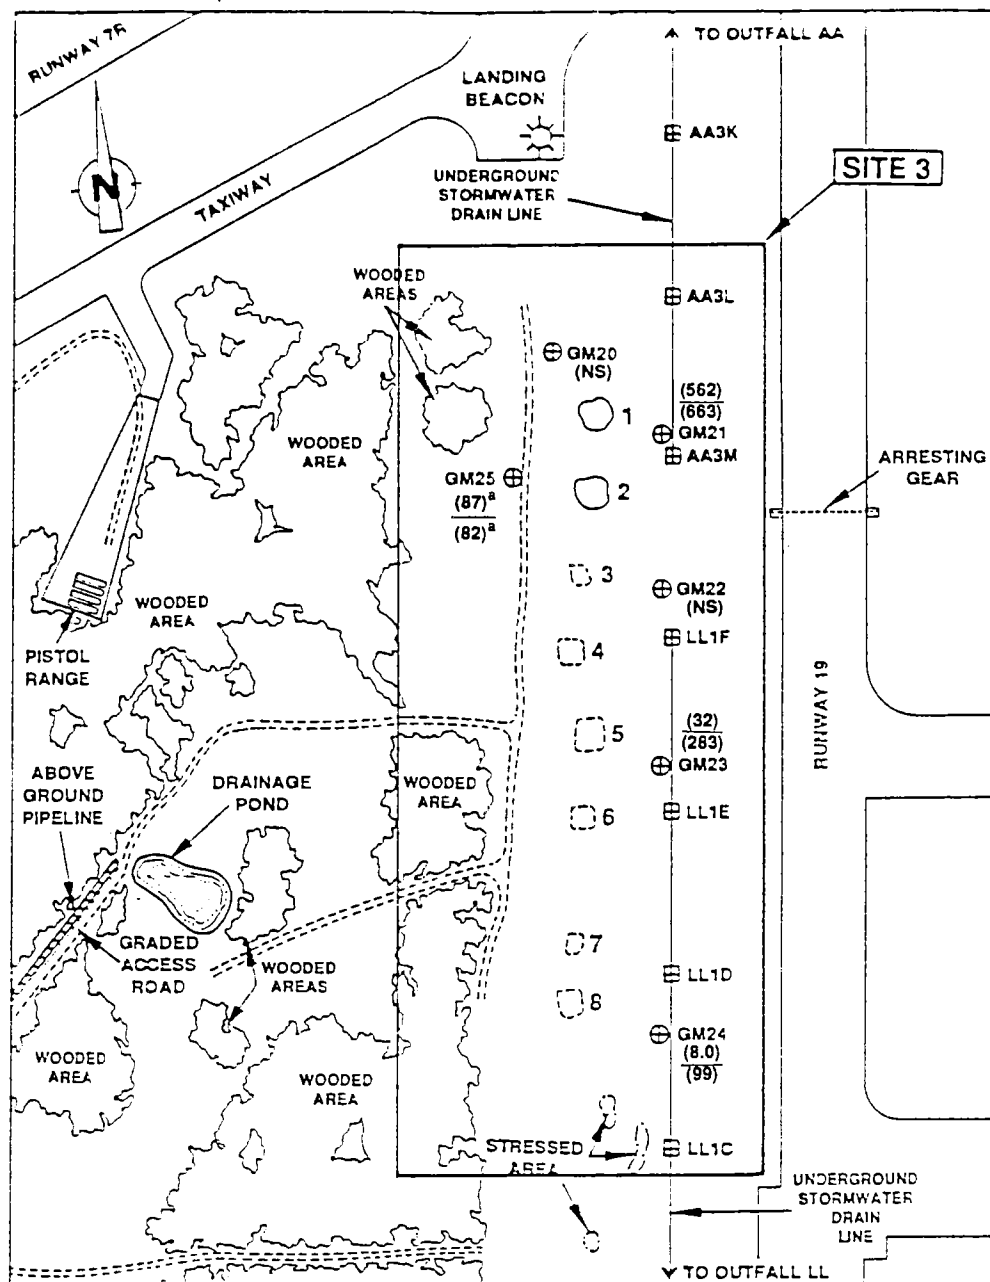 RUNWAY 7R
TO OUTFALL AA
LANDING
BEACON
AA3K
SITE 3
N
TAXIWAY
UNDERGROUND
STORMWATER
DRAIN LINE
WOODED
AREAS
AA3L
GM20
(NS)
(562)
(663)
1
GM21
WOODED
AREA
AA3M
ARRESTING
GEAR
GM25
(87)a
(82)a
2
3
GM22
(NS)
WOODED
AREA
LL1F
PISTOL
RANGE
4
RUNWAY 19
5
(32)
(283)
GM23
ABOVE
GROUND
PIPELINE
DRAINAGE
POND
WOODED
AREA
LL1E
6
GRADED
ACCESS
ROAD
WOODED
AREAS
7
LL1D
8
GM24
(8.0)
(99)
WOODED
AREA
WOODED
AREA
STRESSED
AREA
LL1C
UNDERGROUND
STORMWATER
DRAIN
LINE
TO OUTFALL LL